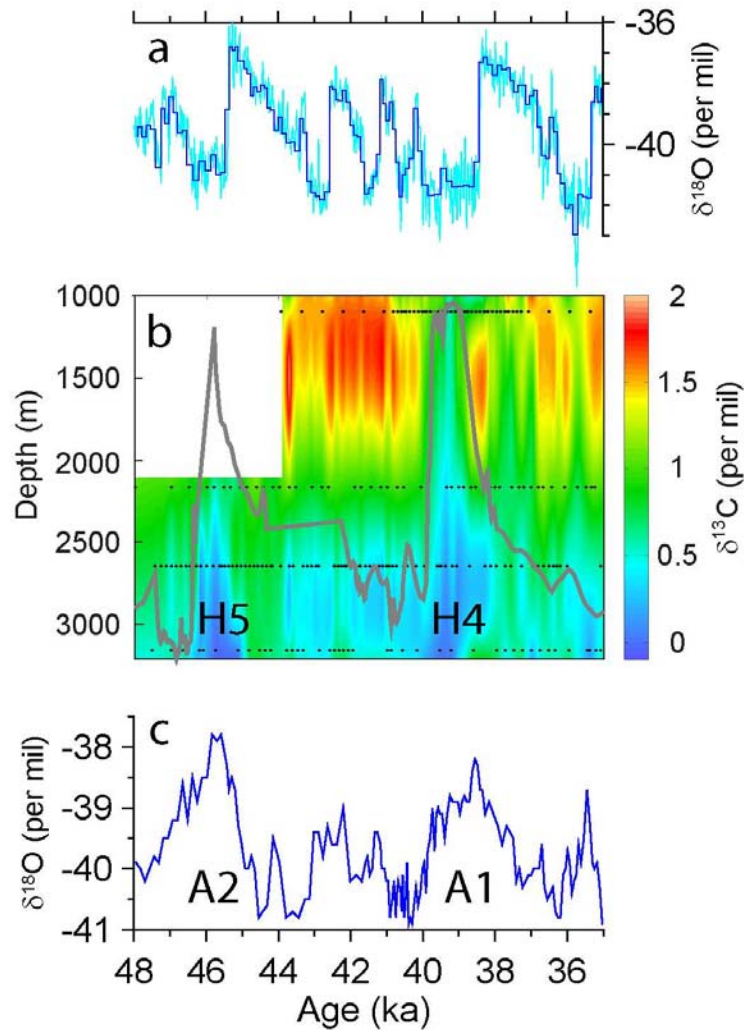 a
-36
-40
δ18O (per mil)
b
1000
1500
2000
2500
3000
Depth (m)
H5
H4
2
1.5
1
0.5
0
δ13C (per mil)
c
-38
-39
-40
-41
δ18O (per mil)
A2
A1
48
46
44
42
40
38
36
Age (ka)